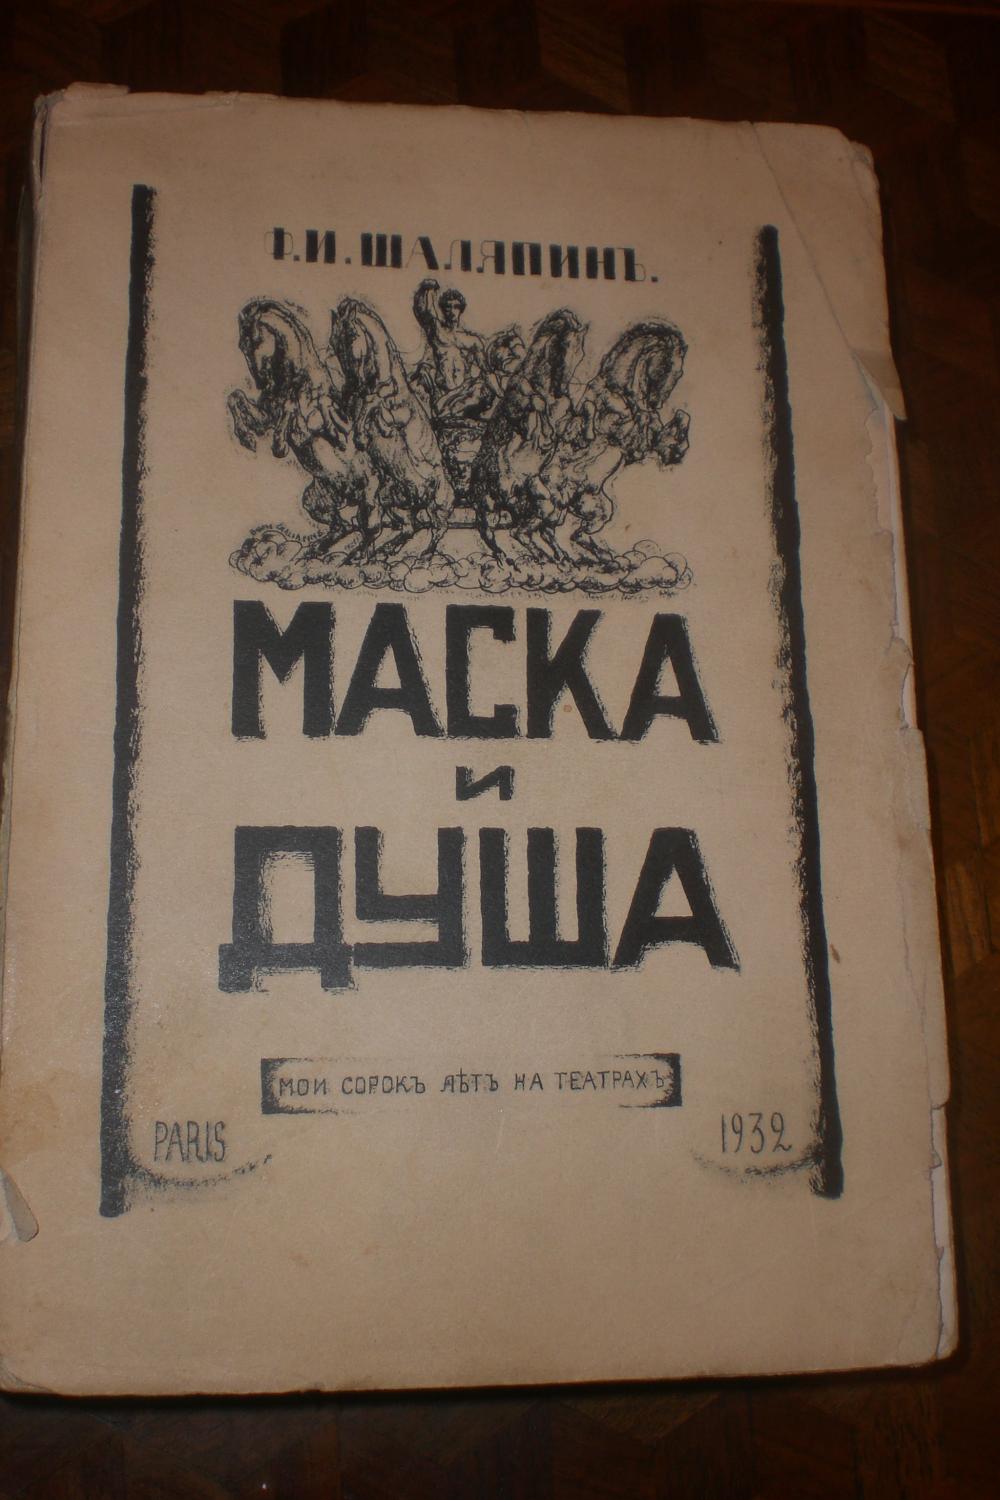 Ф.И.ШАЛЯПИНЪ.
МАСКА
и
ДУША
МОИ СОРОКЪ ЛѢТЪ НА ТЕАТРАХЪ
PARIS 1932